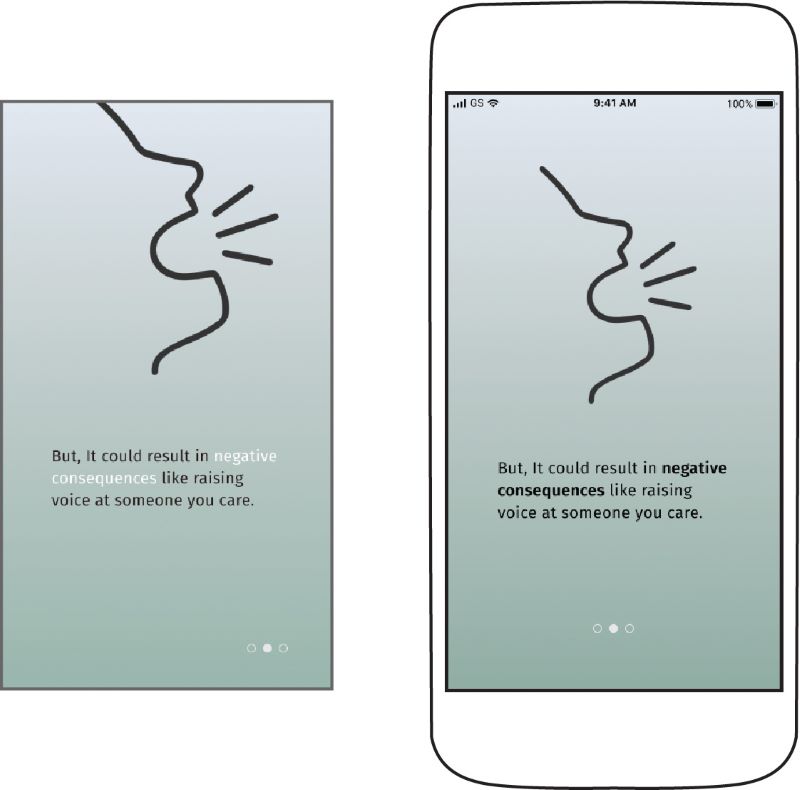 But, It could result in negative
consequences like raising
voice at someone you care.
GS
9:41 AM
100%
But, It could result in negative
consequences like raising
voice at someone you care.